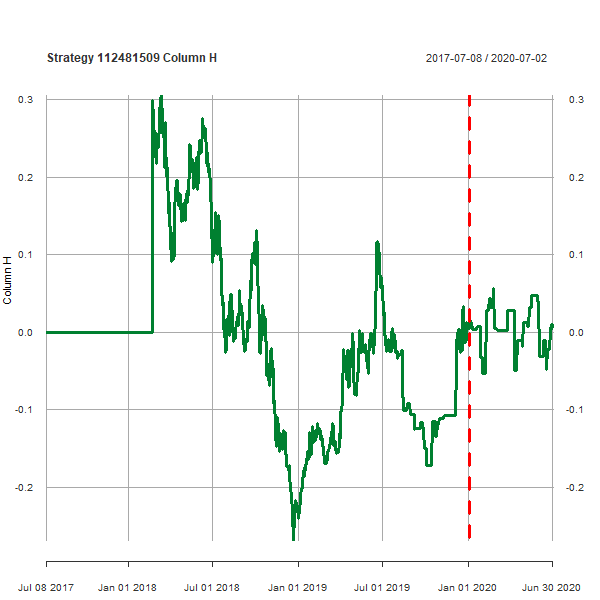 Strategy 112481509 Column H
2017-07-08 / 2020-07-02
0.3
0.3
0.2
0.2
0.1
0.1
Column H
0.0
0.0
-0.1
-0.1
-0.2
-0.2
Jul 08 2017
Jan 01 2018
Jul 01 2018
Jan 01 2019
Jul 01 2019
Jan 01 2020
Jun 30 2020